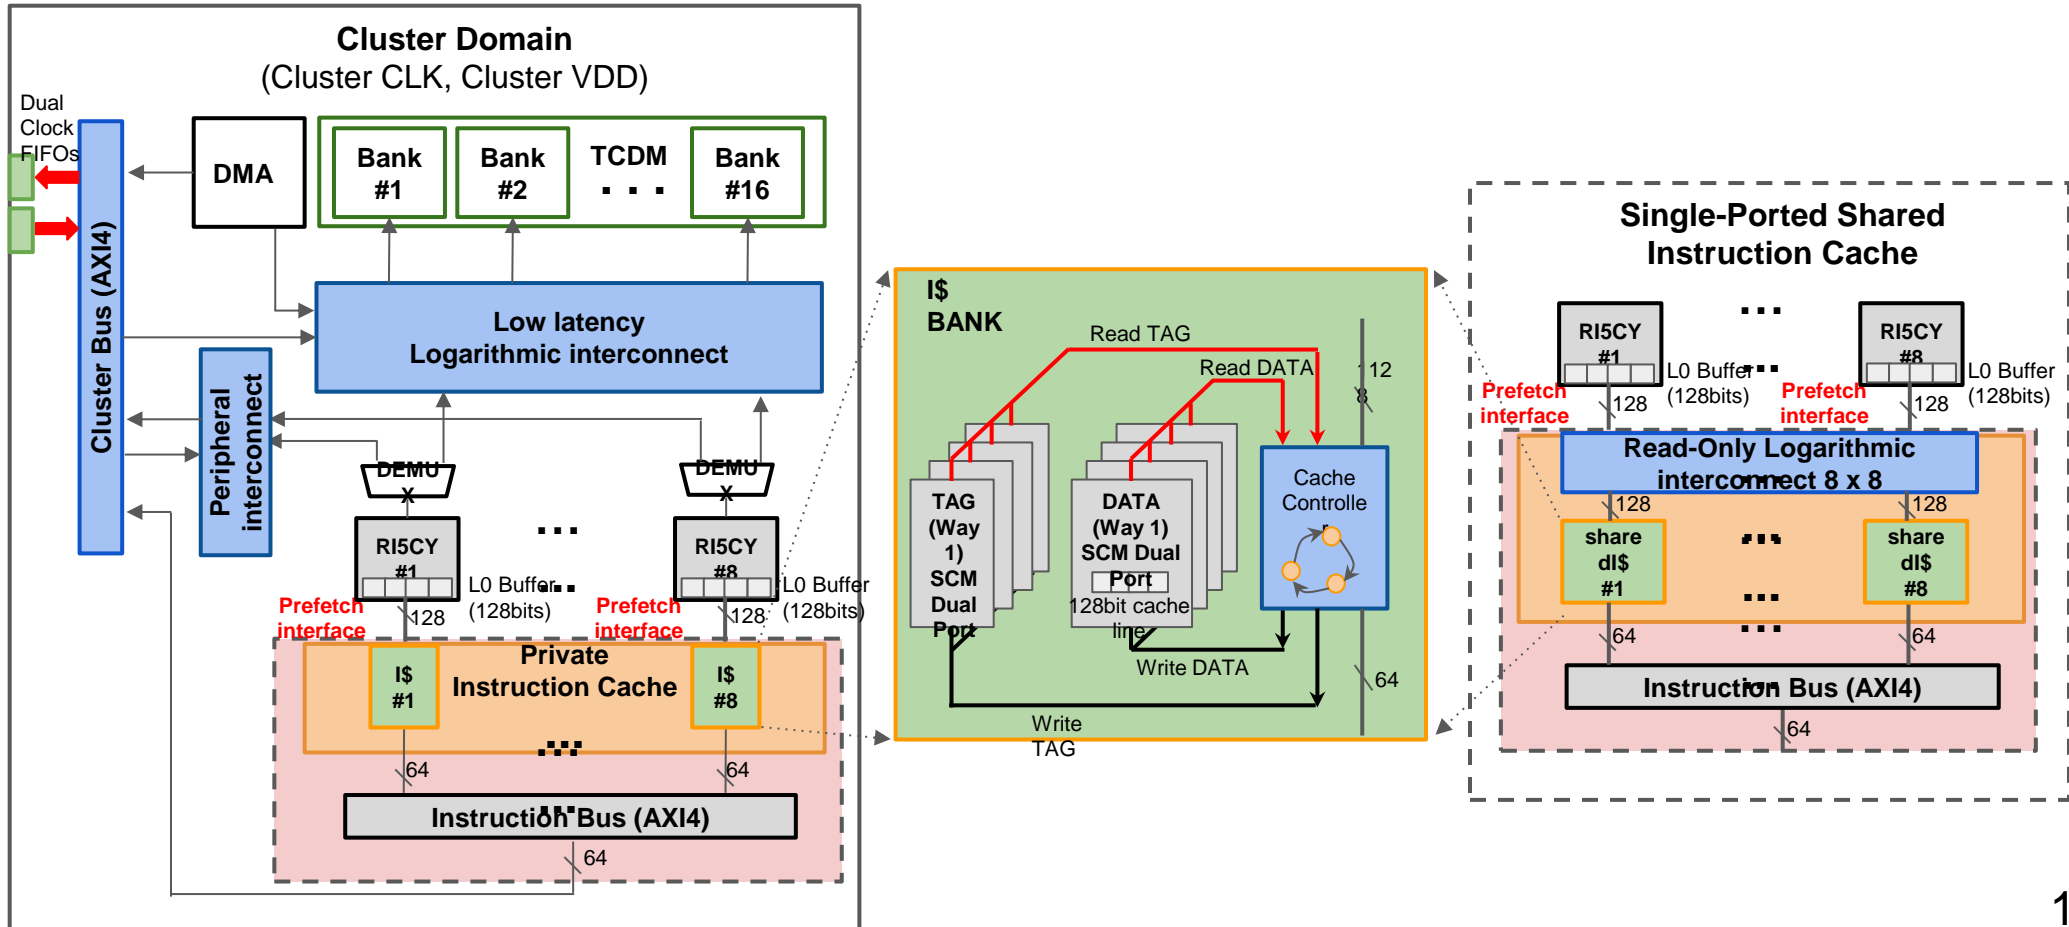 Cluster Domain
(Cluster CLK, Cluster VDD)
Dual
Clock
FIFOs
Cluster Bus (AXI4)
DMA
Bank
#1
Bank
#2
TCDM
...
Bank
#16
Low latency
Logarithmic interconnect
Peripheral
interconnect
DEMU
X
DEMU
X
RI5CY
#1
...
RI5CY
#8
L0 Buffer
(128bits)
...
L0 Buffer
(128bits)
Prefetch
interface
128
Prefetch
interface
128
Private
Instruction Cache
I$
#1
I$
#8
...
64
64
...
Instruction Bus (AXI4)
64
I$
BANK
Read TAG
Read DATA
112
8
TAG
(Way
1)
SCM
Dual
Port
DATA
(Way 1)
SCM Dual
Port
128bit cache
line
Cache
Controlle
r
Write DATA
64
Write
TAG
Single-Ported Shared
Instruction Cache
RI5CY
#1
...
RI5CY
#8
L0 Buffer
(128bits)
...
L0 Buffer
(128bits)
Prefetch
interface
128
Prefetch
interface
128
Read-Only Logarithmic
interconnect 8 x 8
...
128
128
share
dI$
#1
...
share
dI$
#8
...
...
64
64
Instruction Bus (AXI4)
...
64
1